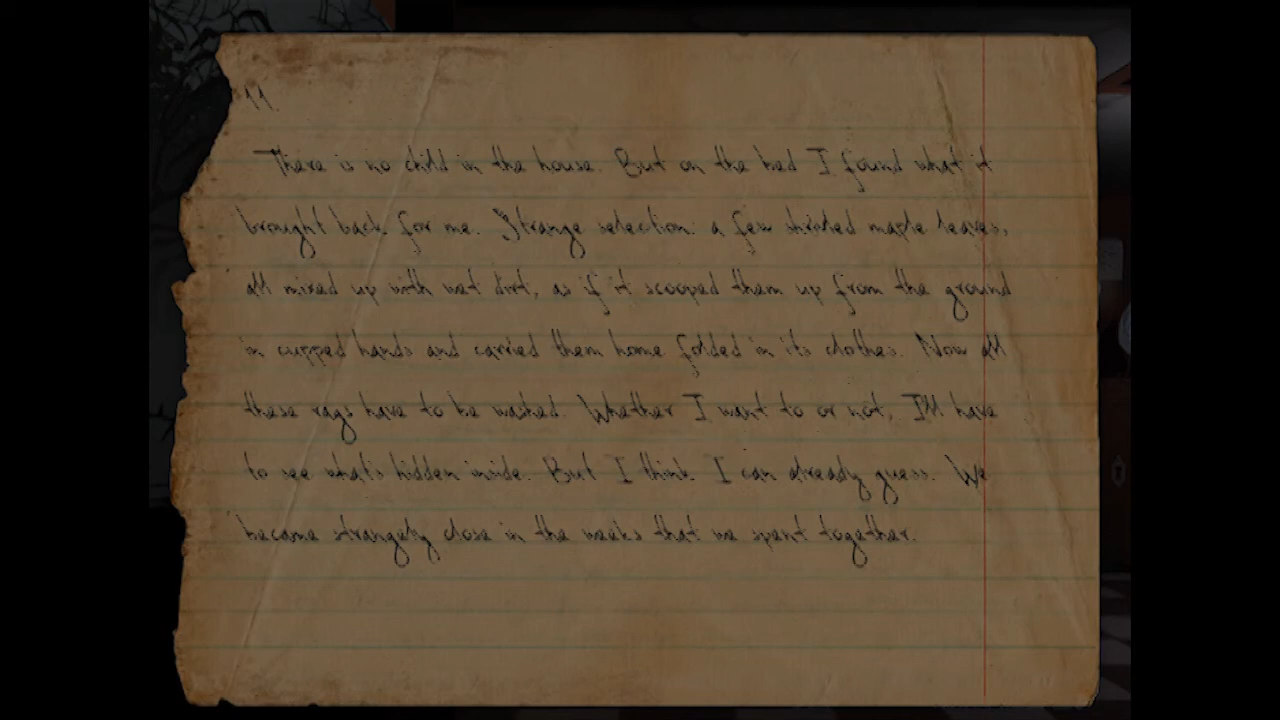 11.
There is no child in the house. But on the bed I found what it
brought back for me. Strange selection: a few shrivled maple leaves,
all mixed up with wet dirt, as if it scooped them up from the ground
in cupped hands and carried them home folded in its clothes. Now all
these rags have to be washed. Whether I want to or not, I'll have
to see what's hidden inside. But I think I can already guess. We
became strangely close in the weeks that we spent together.